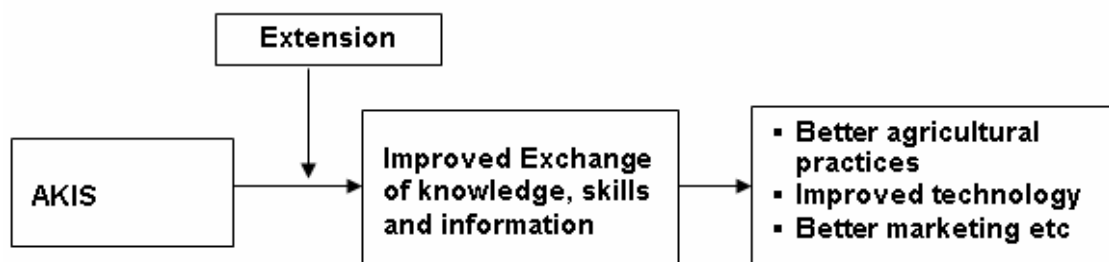 Extension
AKIS
Improved Exchange
of knowledge, skills
and information
▪ Better agricultural
practices
▪ Improved technology
▪ Better marketing etc